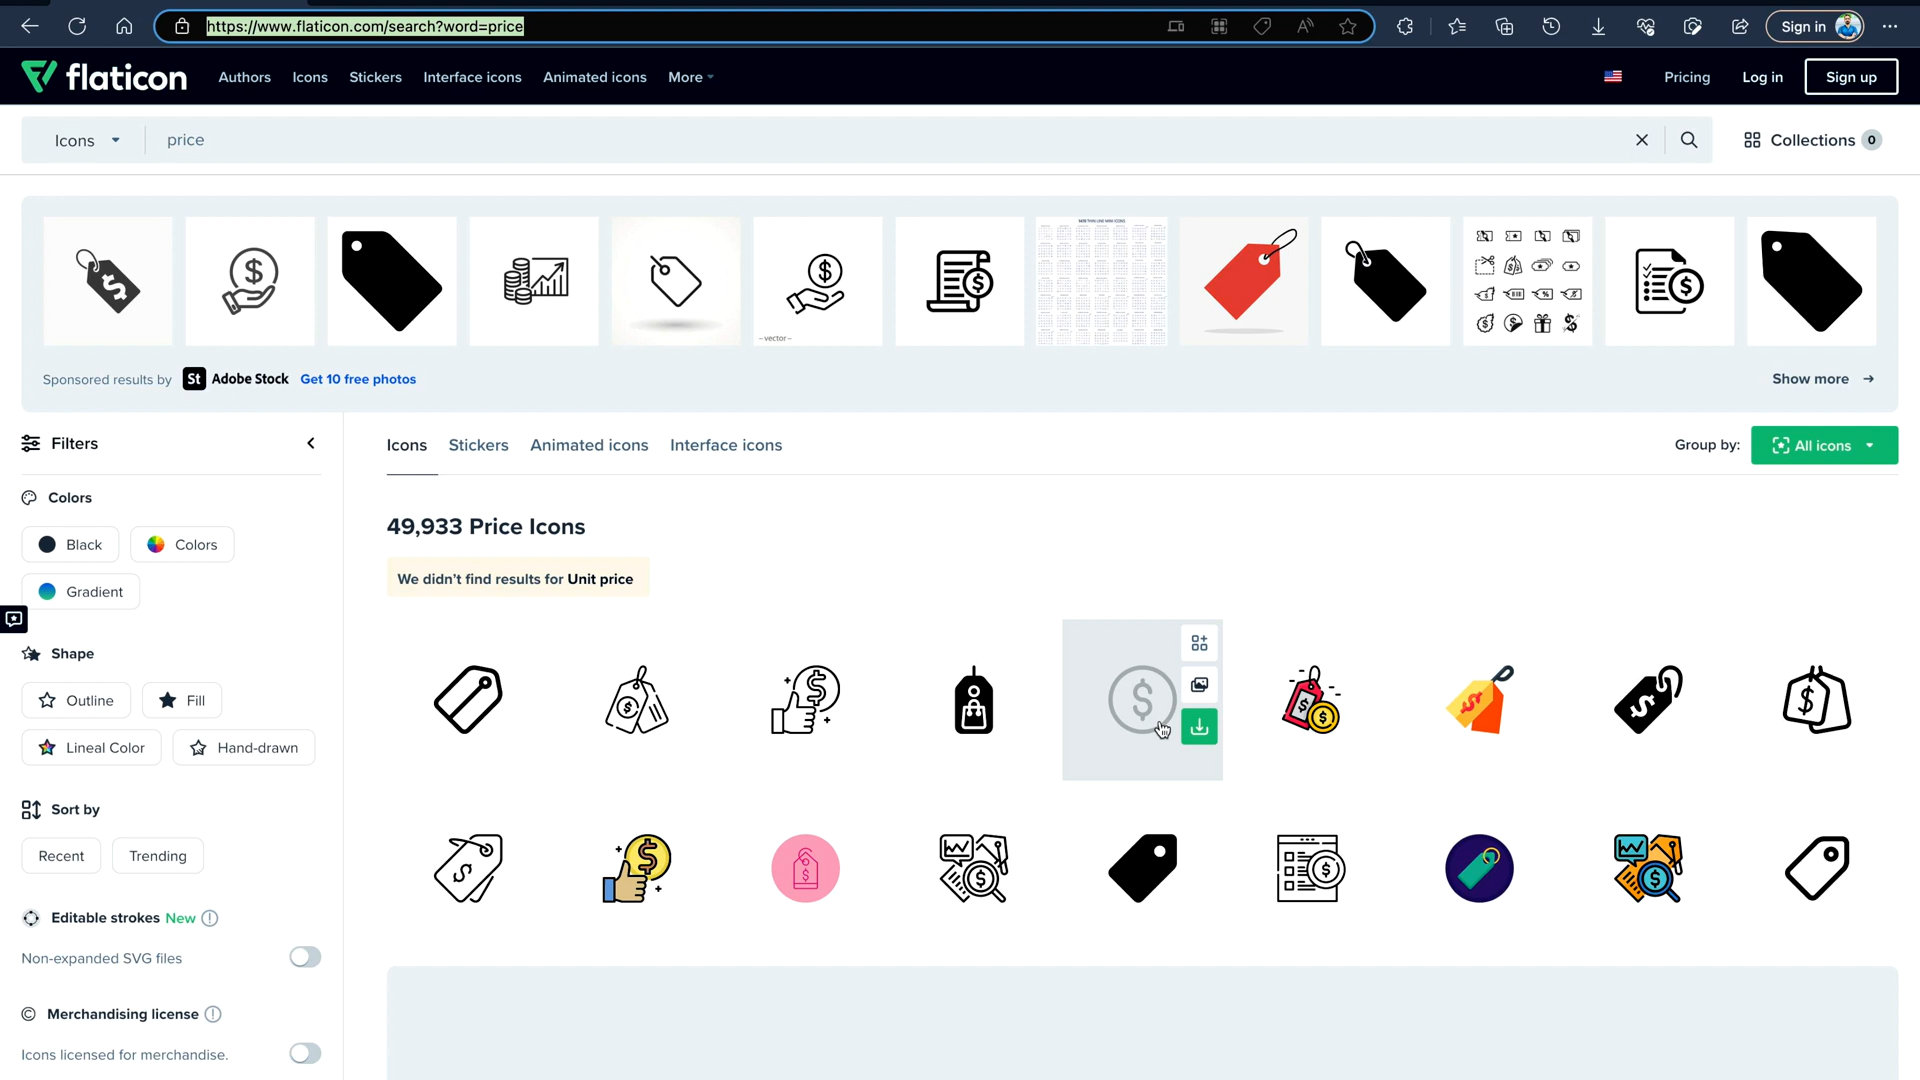 https://www.flaticon.com/search?word=price
Sign in
flaticon
Authors
Icons
Stickers
Interface icons
Animated icons
More
Pricing
Log in
Sign up
Icons
price
Collections 0
--vector--
Sponsored results by St Adobe Stock Get 10 free photos
Show more
Filters
Icons
Stickers
Animated icons
Interface icons
Group by:
All icons
Colors
Black
Colors
Gradient
49,933 Price Icons
We didn't find results for Unit price
Shape
Outline
Fill
Lineal Color
Hand-drawn
Sort by
Recent
Trending
Editable strokes New
Non-expanded SVG files
Merchandising license
Icons licensed for merchandise.